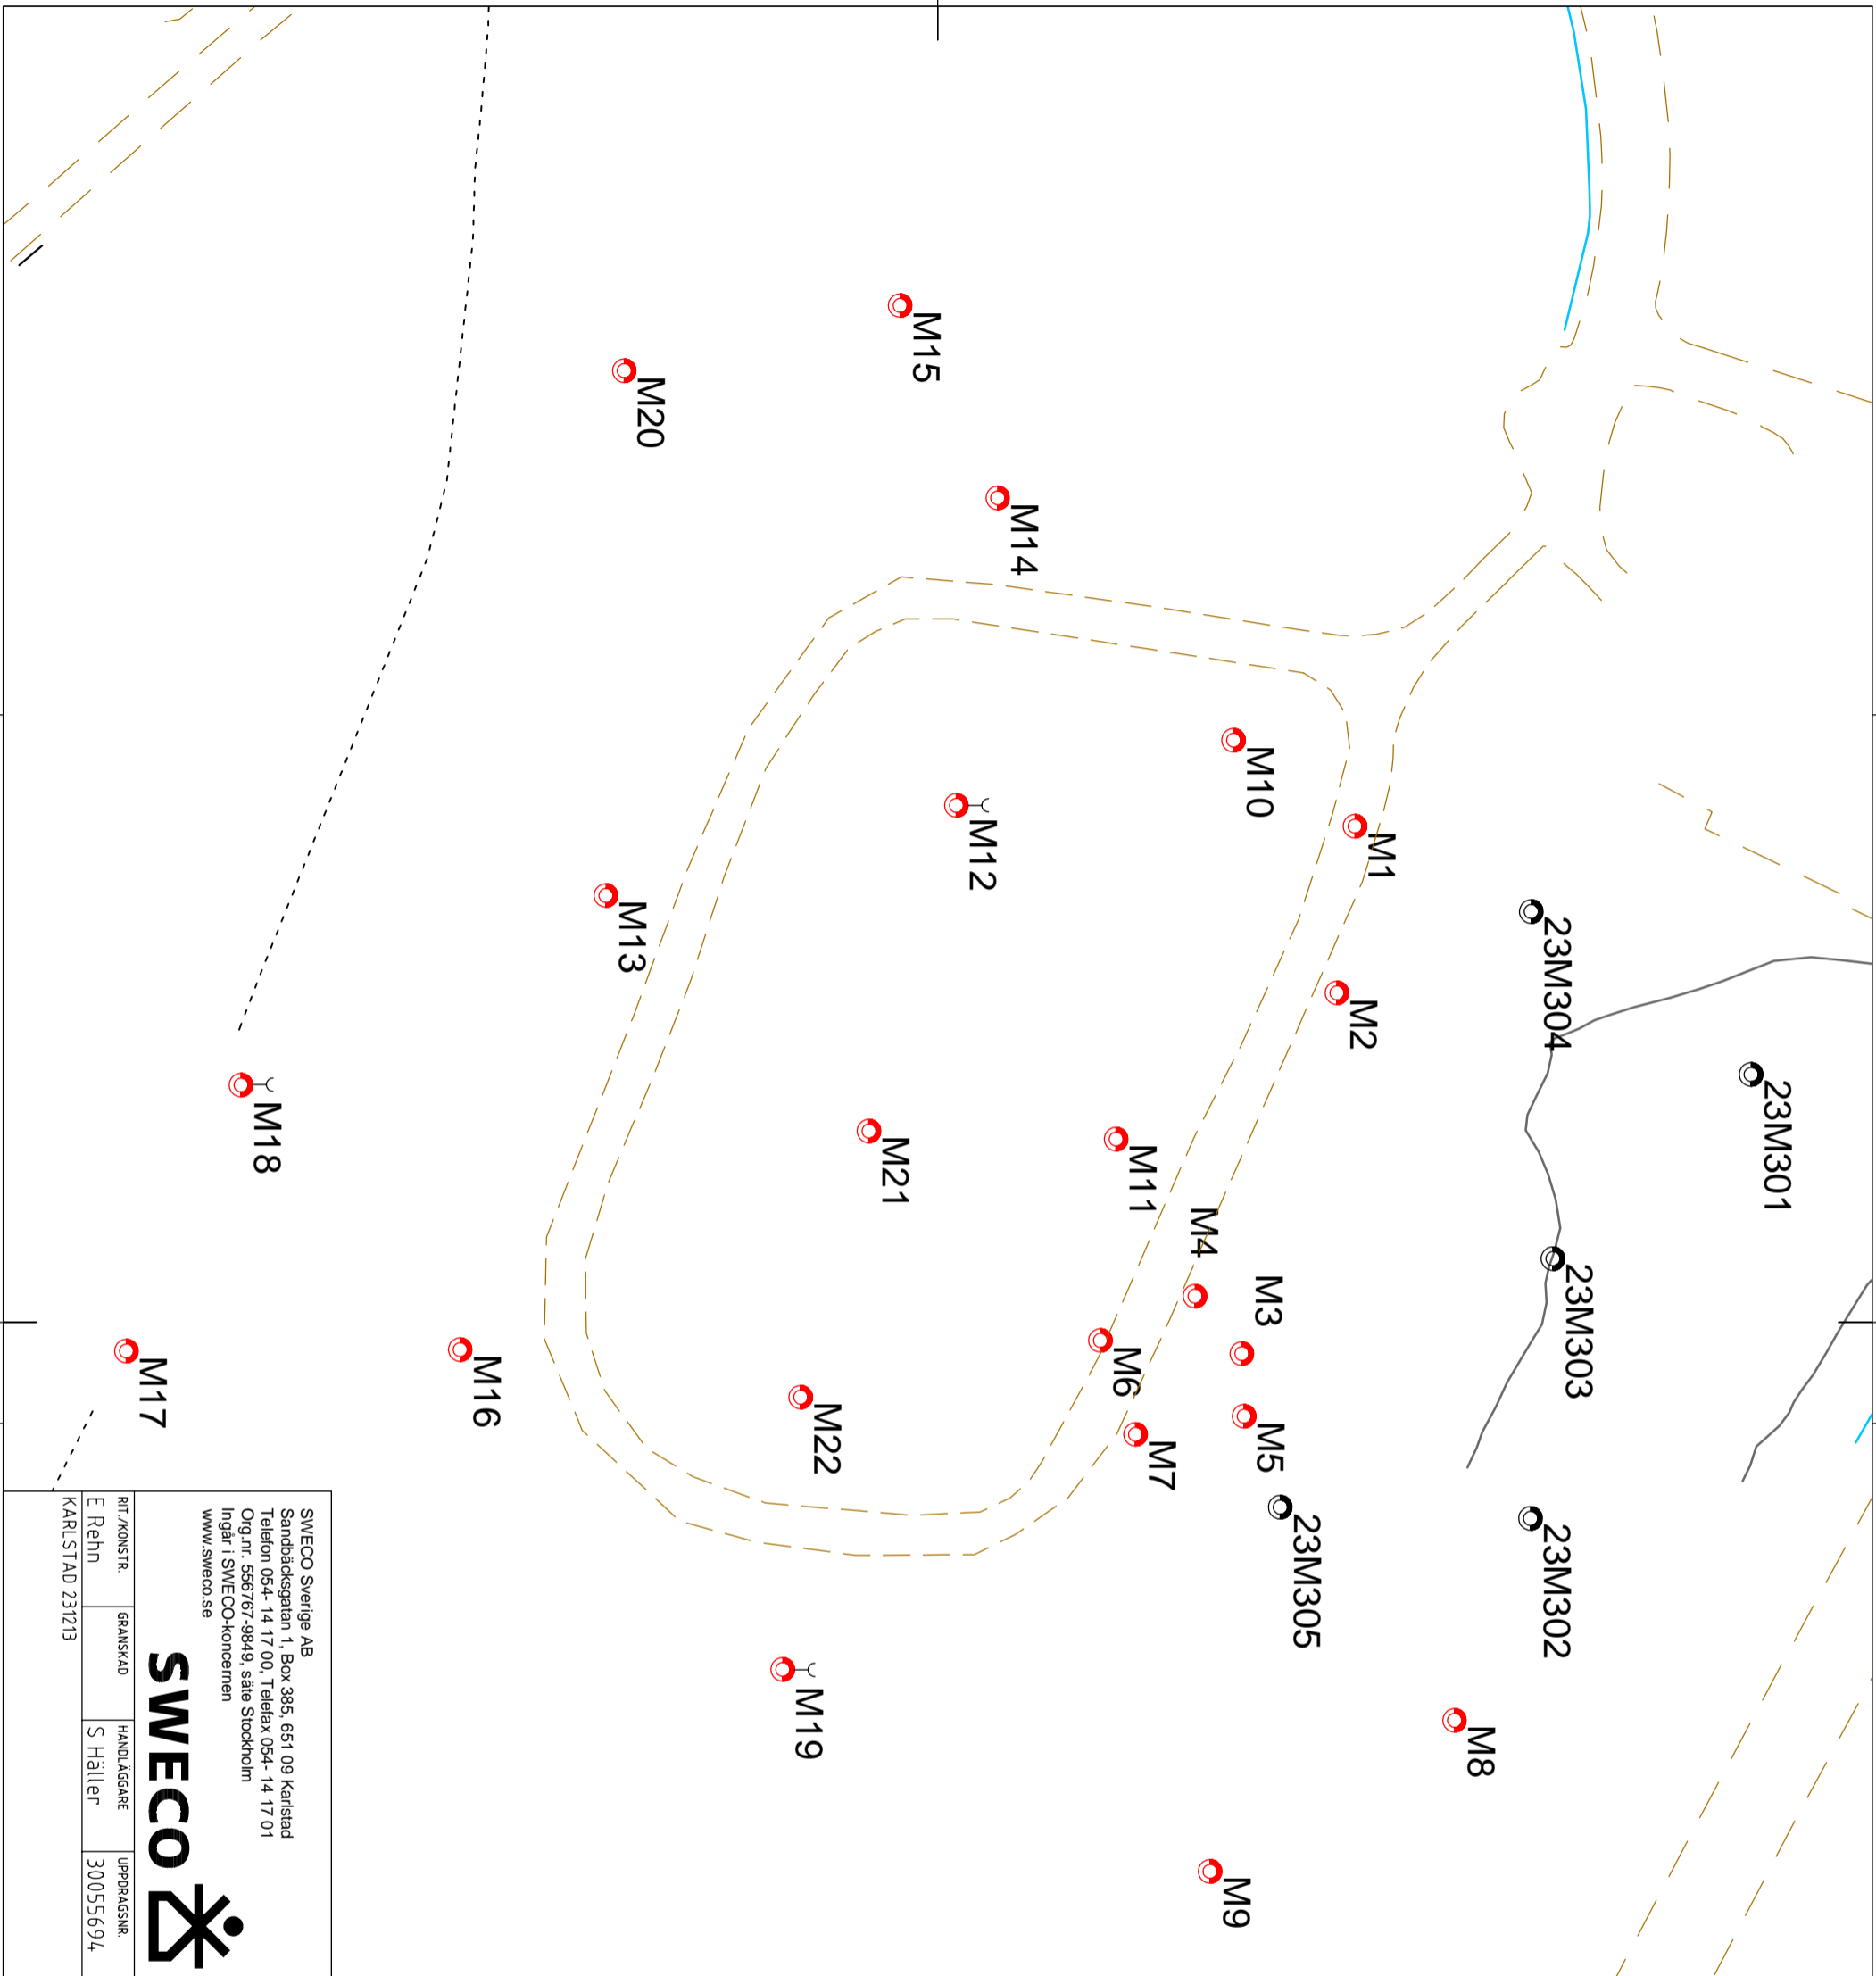 23M301
23M304
23M303
23M302
M8
M1
M2
M3
M5
23M305
M10
M4
M7
M9
M11
M6
M14
M12
M15
M21
M22
M19
M20
M13
M16
M18
M17
SWECO Sverige AB
Sandbäcksgatan 1, Box 385, 651 09 Karlstad
Telefon 054- 14 17 00, Telefax 054- 14 17 01
Org.nr. 556767-9849, säte Stockholm
Ingår i SWECO-koncernen
www.sweco.se
SWECO
RIT./KONSTR. GRANSKAD HANDLÄGGARE UPPDRAGSNR.
E Rehn S Häller 30055694
KARLSTAD 231213